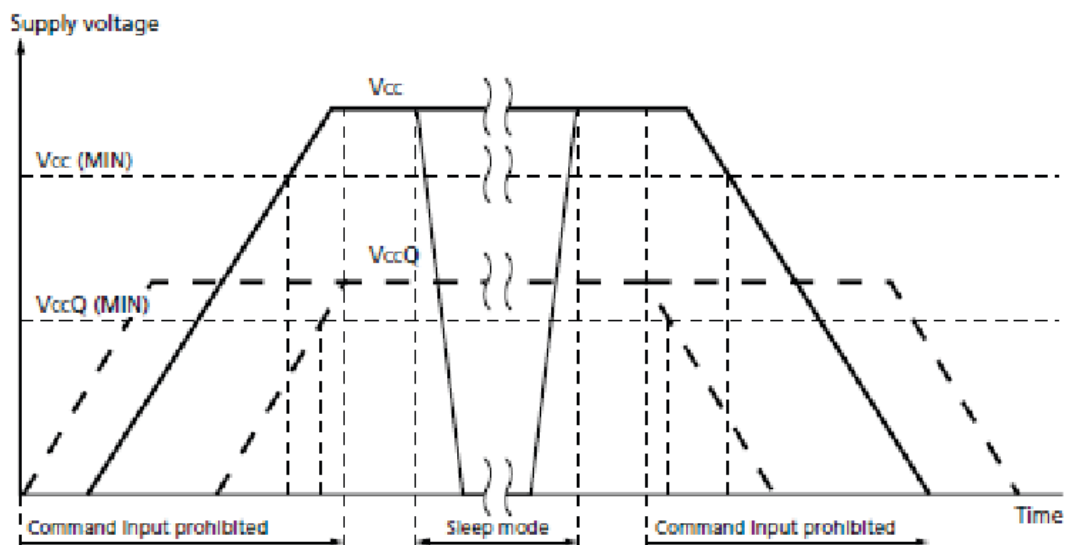 Supply voltage
Vcc
Vcc (MIN)
VccQ
VccQ (MIN)
Time
Command input prohibited
Sleep mode
Command input prohibited